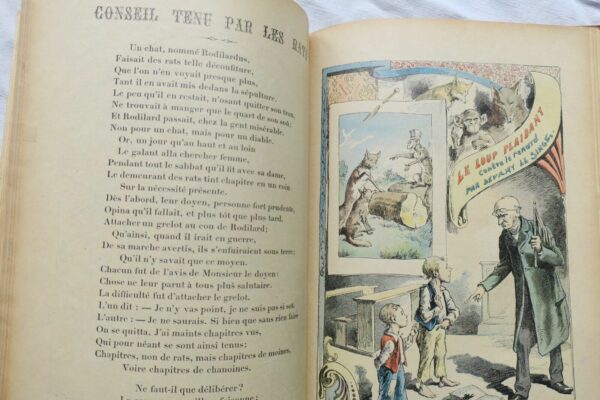 CONSEIL TENU PAR LES RATS
Un chat, nommé Rodilardus,
Faisait des rats telle déconfiture,
Que l'on n'en voyait presque plus,
Tant il en avait mis dedans la sépulture.
Le peu qu'il en restait, n'osant quitter son trou,
Ne trouvait à manger que le quart de son soû;
Et Rodilard passait, chez la gent misérable,
Non pour un chat, mais pour un diable.
Or, un jour qu'au haut et au loin
Le galant alla chercher femme,
Pendant tout le sabbat qu'il fit avec sa dame,
Le demeurant des rats tint chapitre en un coin
Sur la nécessité présente.
Dès l'abord, leur doyen, personne fort prudente,
Opina qu'il fallait, et plus tôt que plus tard,
Attacher un grelot au cou de Rodilard;
Qu'ainsi, quand il irait en guerre,
De sa marche avertis, ils s'enfuiraient sous terre;
Qu'il n'y savait que ce moyen.
Chacun fut de l'avis de Monsieur le doyen:
Chose ne leur parut à tous plus salutaire.
La difficulté fut d'attacher le grelot.
L'un dit: — Je n'y vas point, je ne suis pas si sot
L'autre: — Je ne saurais. Si bien que sans rien faire
On se quitta. J'ai maints chapitres vus,
Qui pour néant se sont ainsi tenus;
Chapitres, non de rats, mais chapitres de moines,
Voire chapitres de chanoines.
Ne faut-il que délibérer?
LE LOUP PLAIDANT
Contre le renard
PAR DEVANT LE SINGE.